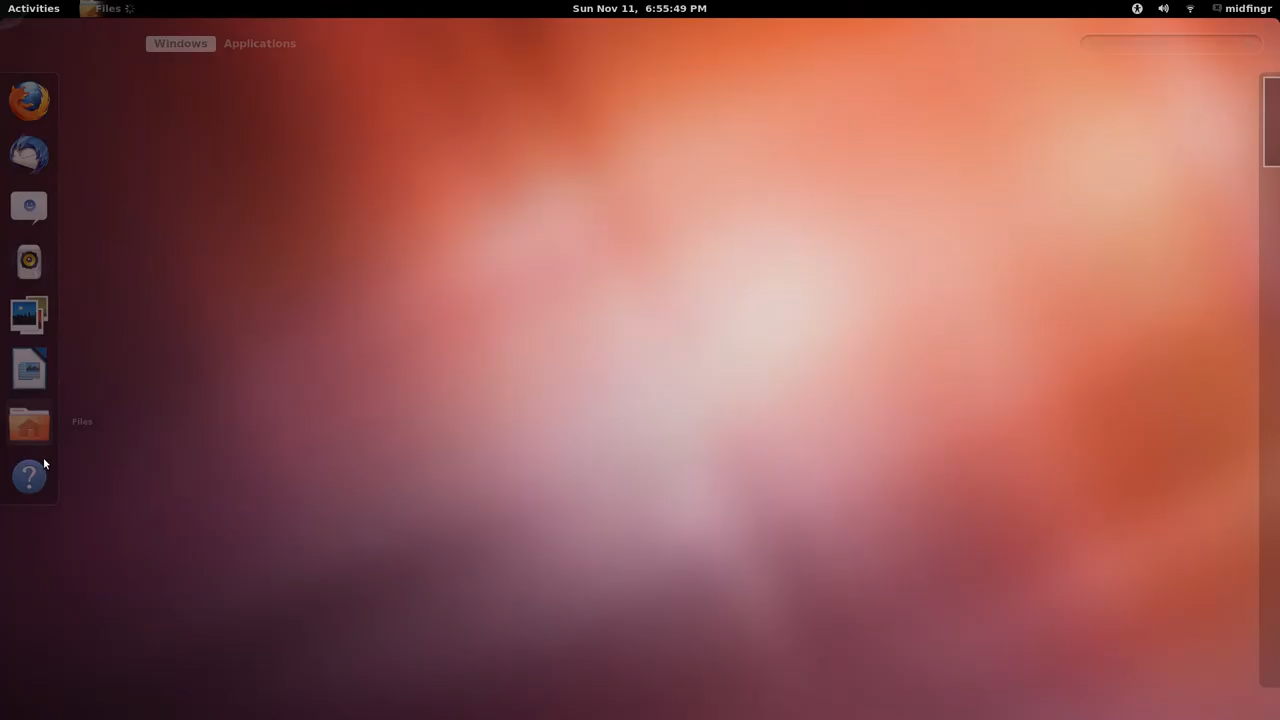 Activities Files Sun Nov 11, 6:55:49 PM midfingr
Windows Applications
Files
?